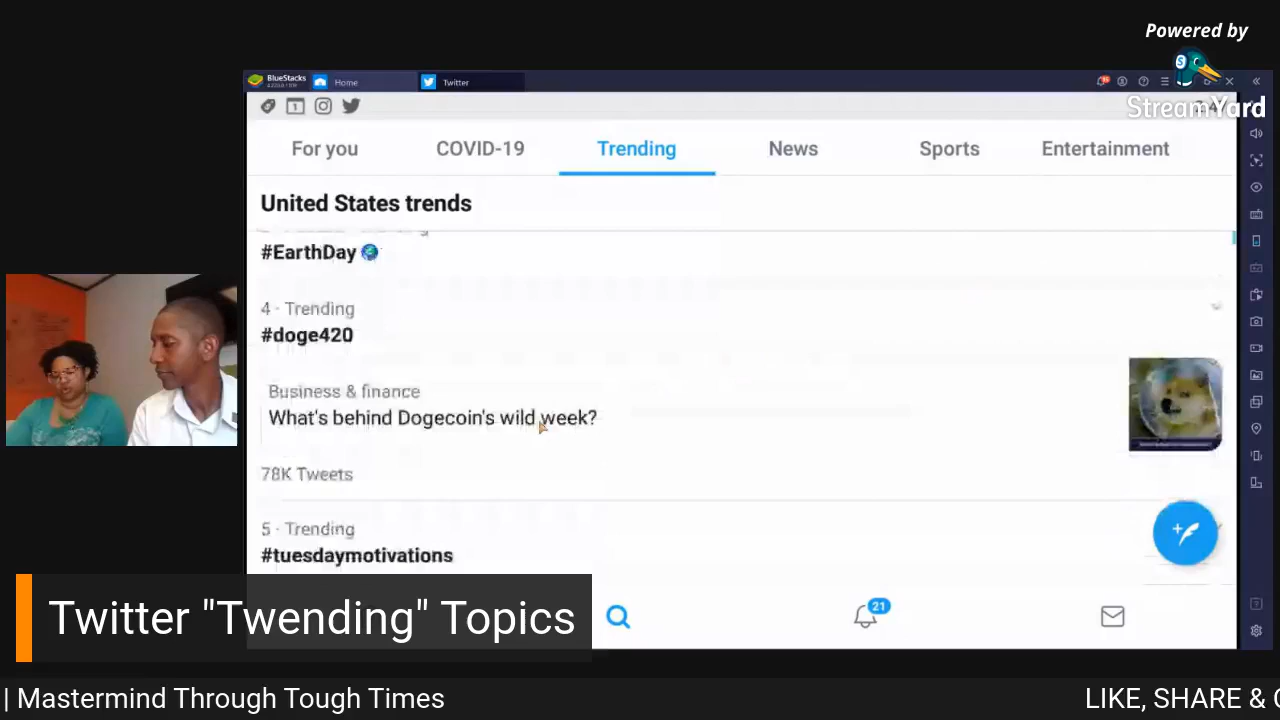 Powered by
StreamYard
BlueStacks
Home
Twitter
For you
COVID-19
Trending
News
Sports
Entertainment
United States trends
#EarthDay
4 · Trending
#doge420
Business & finance
What's behind Dogecoin's wild week?
78K Tweets
5 · Trending
#tuesdaymotivations
21
Twitter "Twending" Topics
| Mastermind Through Tough Times
LIKE, SHARE &